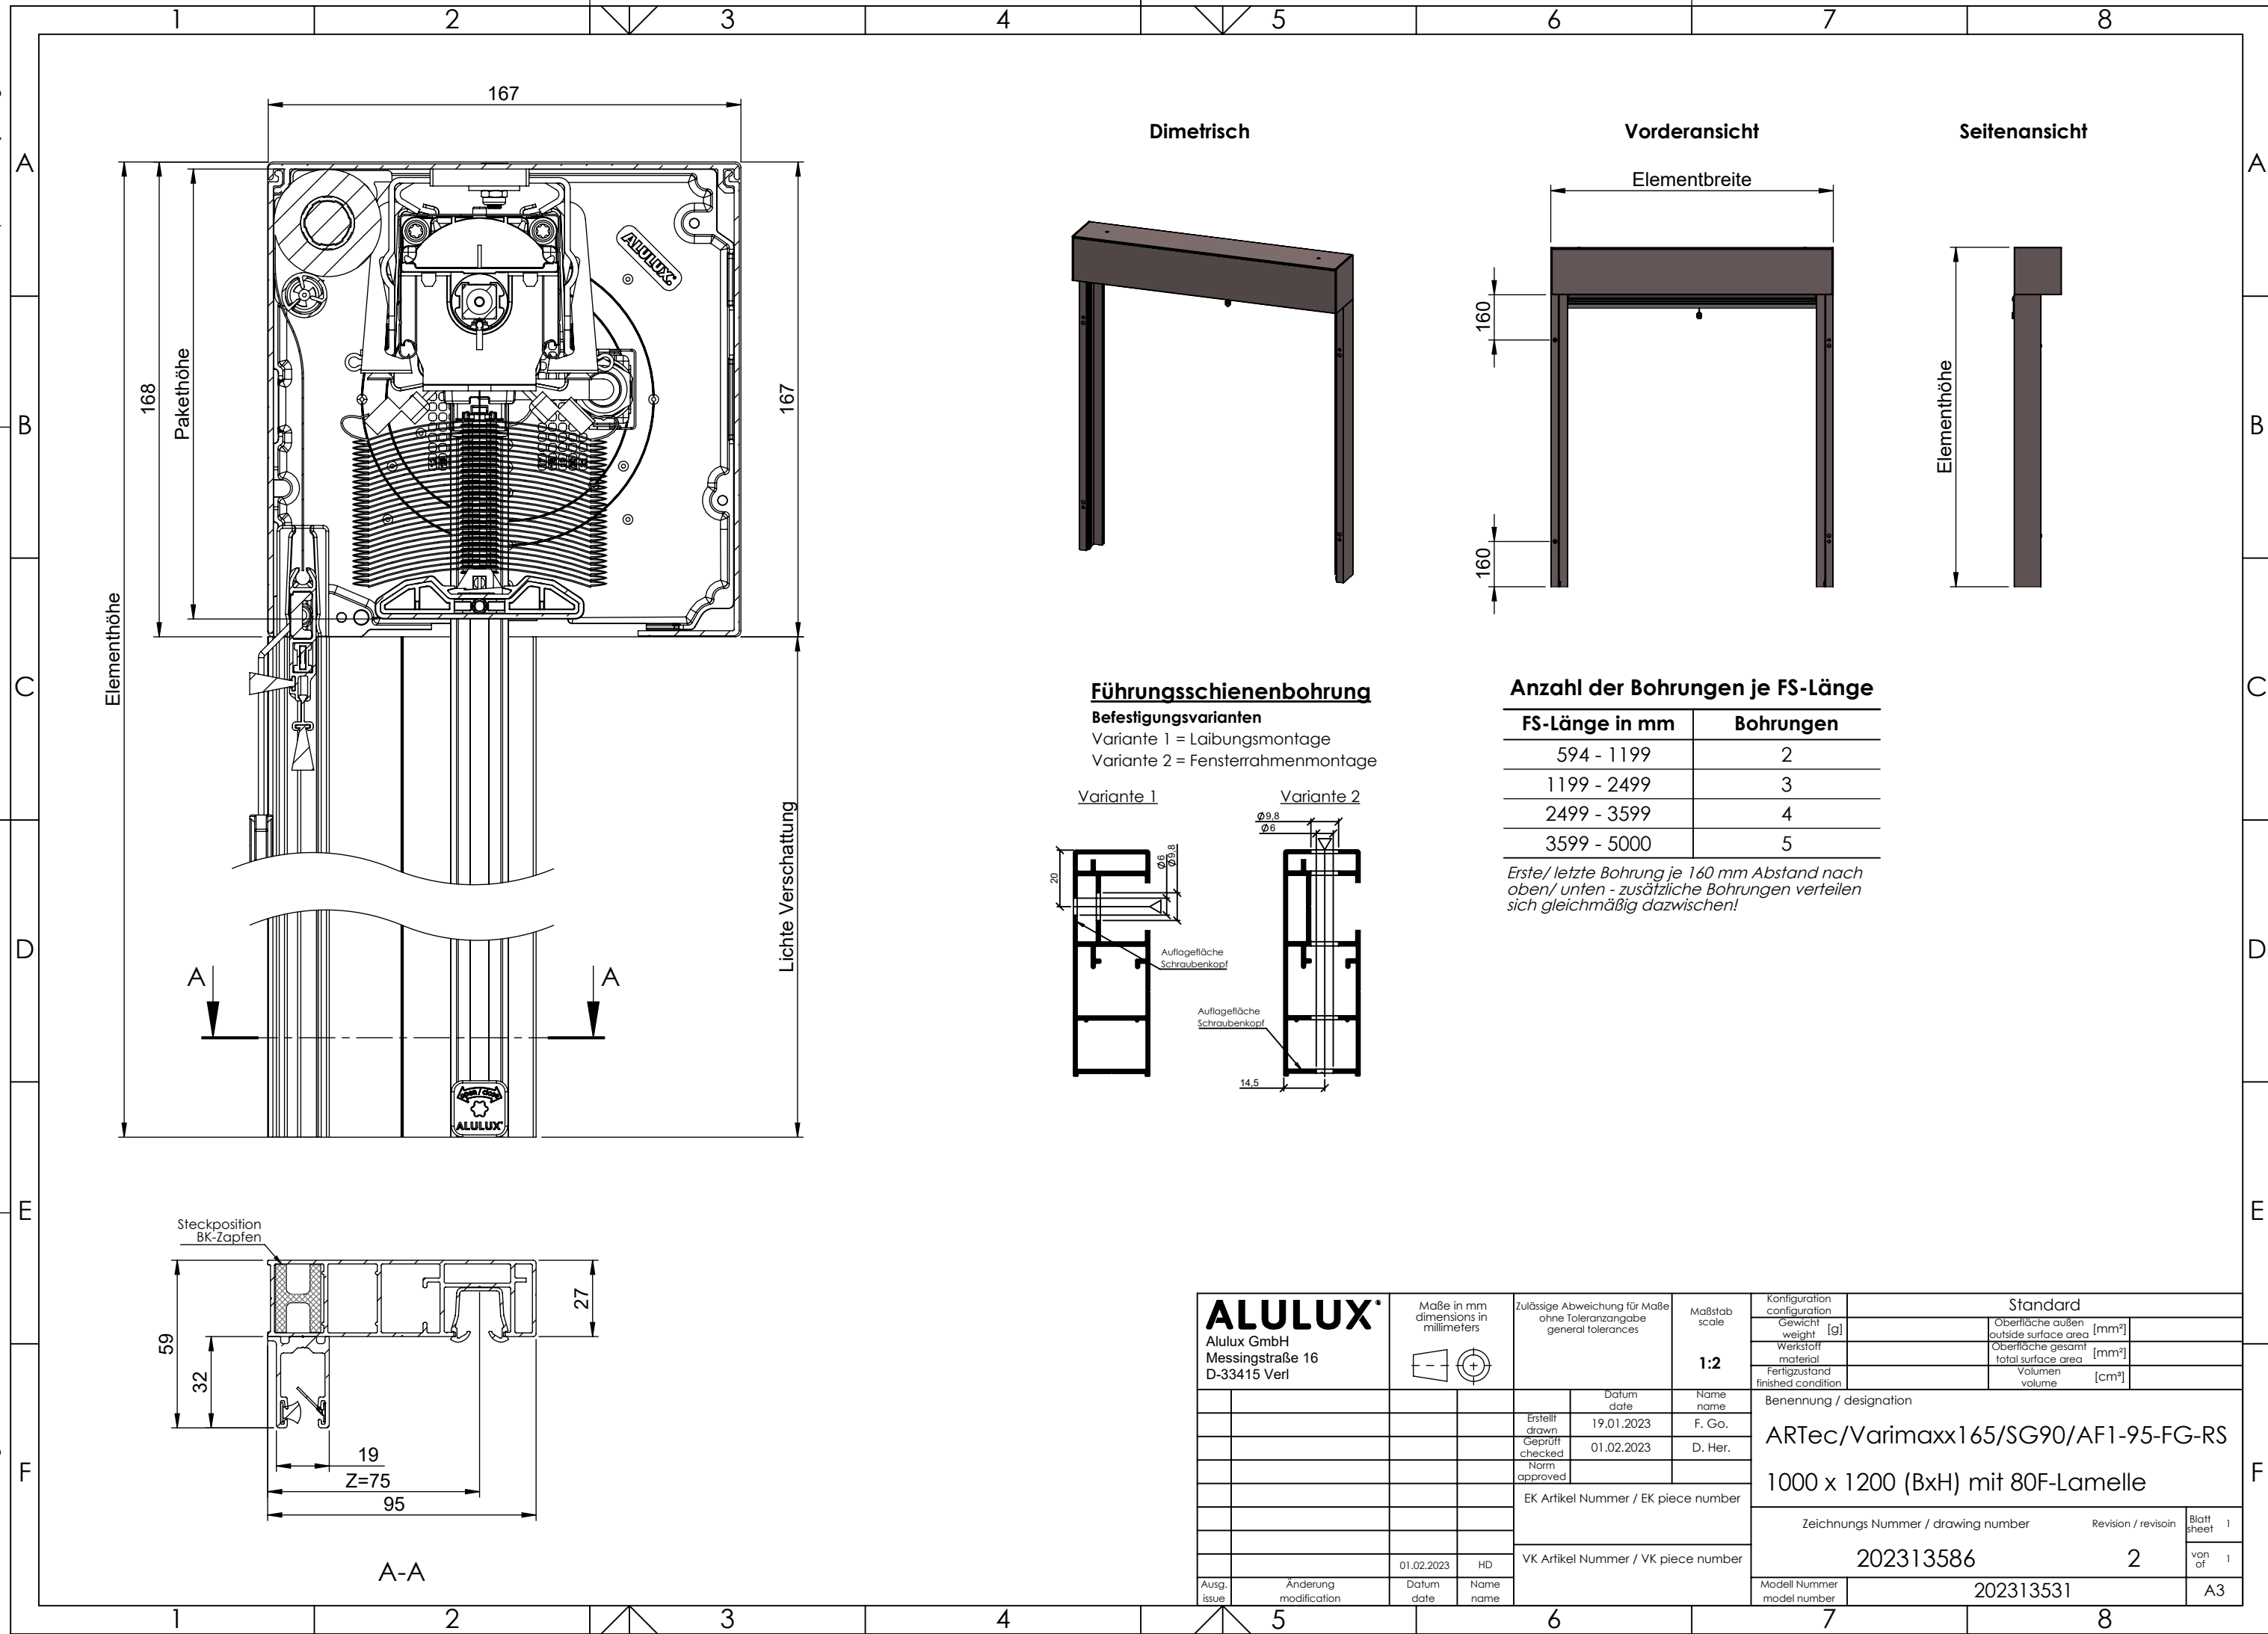 1 2 3 4 5 6 7 8
A
B
C
D
E
F
A
B
C
D
E
F
167
Elementhöhe
168
Pakethöhe
167
ALULUX
Lichte Verschattung
A A
open / close
ALULUX
Steckposition
BK-Zapfen
59
32
27
19
Z=75
95
A-A
Dimetrisch
Vorderansicht
Elementbreite
160
160
Seitenansicht
Elementhöhe
Führungsschienenbohrung
Befestigungsvarianten
Variante 1 = Laibungsmontage
Variante 2 = Fensterrahmenmontage
Variante 1
20
Ø6
Ø9,8
Auflagefläche
Schraubenkopf
Variante 2
Ø9,8
Ø6
Auflagefläche
Schraubenkopf
14,5
Anzahl der Bohrungen je FS-Länge
FS-Länge in mm Bohrungen
594 - 1199 2
1199 - 2499 3
2499 - 3599 4
3599 - 5000 5
Erste/ letzte Bohrung je 160 mm Abstand nach
oben/ unten - zusätzliche Bohrungen verteilen
sich gleichmäßig dazwischen!
ALULUX®
Alulux GmbH
Messingstraße 16
D-33415 Verl
Maße in mm
dimensions in
millimeters
Zulässige Abweichung für Maße
ohne Toleranzangabe
general tolerances
Maßstab
scale
1:2
Konfiguration
configuration
Standard
Gewicht
weight [g]
Oberfläche außen
outside surface area [mm²]
Werkstoff
material
Oberfläche gesamt
total surface area [mm²]
Fertigzustand
finished condition
Volumen
volume [cm³]
Datum
date
Name
name
Erstellt
drawn
19.01.2023 F. Go.
Geprüft
checked
01.02.2023 D. Her.
Norm
approved
EK Artikel Nummer / EK piece number
VK Artikel Nummer / VK piece number
Benennung / designation
ARTec/Varimaxx165/SG90/AF1-95-FG-RS
1000 x 1200 (BxH) mit 80F-Lamelle
Zeichnungs Nummer / drawing number
202313586
Revision / revisoin
2
Blatt
sheet 1
von
of 1
01.02.2023 HD
Ausg.
issue
Änderung
modification
Datum
date
Name
name
Modell Nummer
model number
202313531
A3
1 2 3 4 5 6 7 8